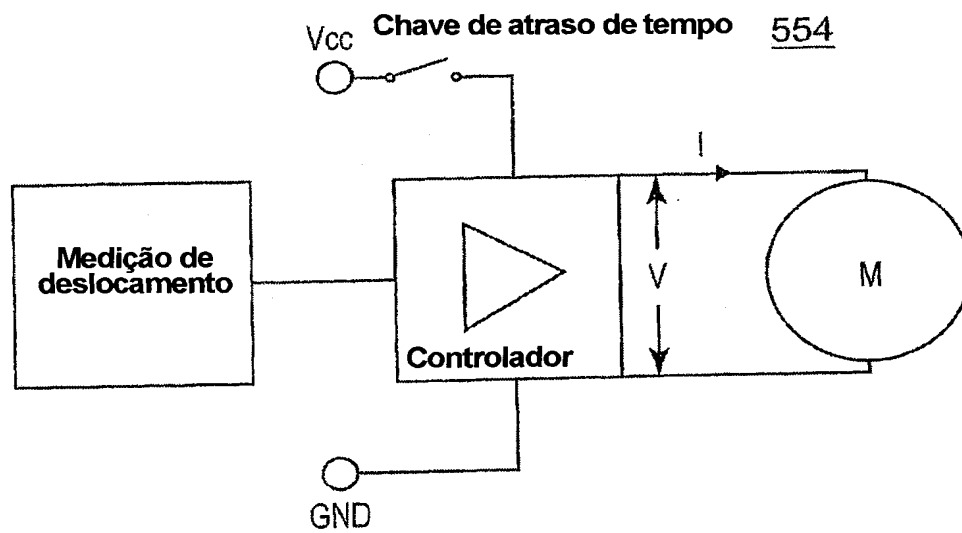 Vcc
Chave de atraso de tempo
554
I
Medição de
deslocamento
V
M
Controlador
GND